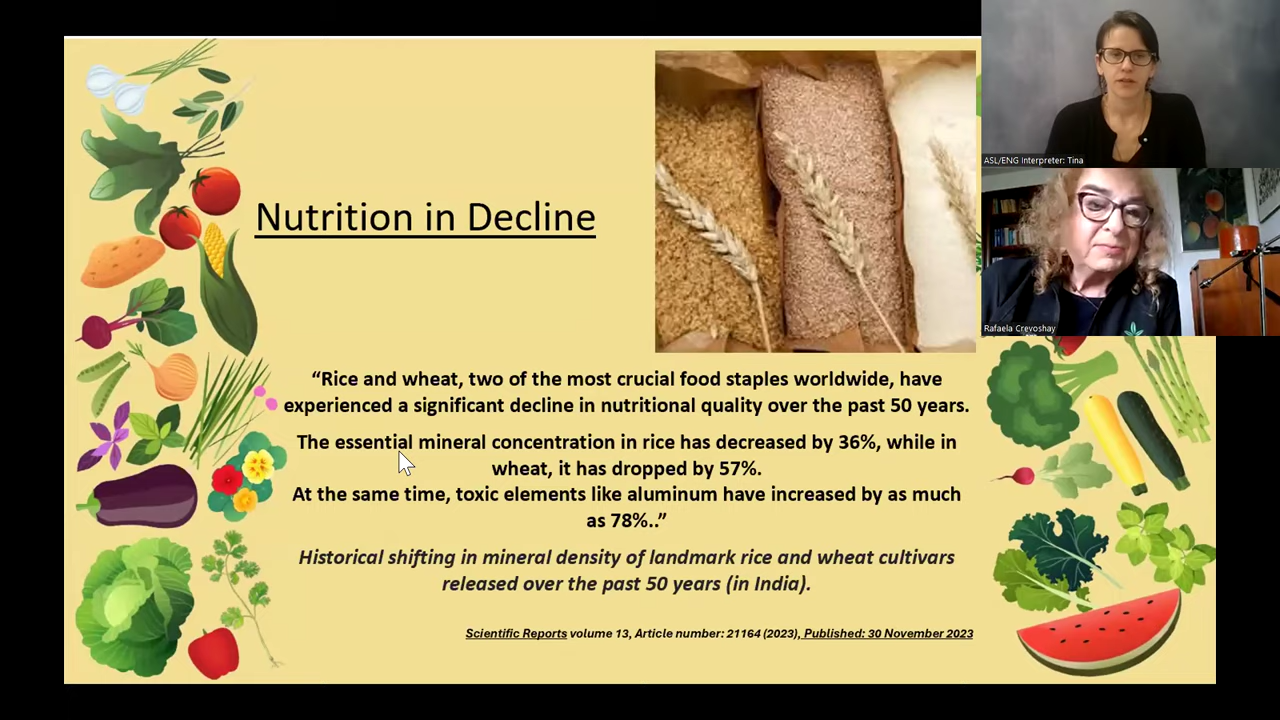 ASL/ENG Interpreter: Tina
Rafaela Crevoshay
Nutrition in Decline
“Rice and wheat, two of the most crucial food staples worldwide, have
experienced a significant decline in nutritional quality over the past 50 years.
The essential mineral concentration in rice has decreased by 36%, while in
wheat, it has dropped by 57%.
At the same time, toxic elements like aluminum have increased by as much
as 78%..”
Historical shifting in mineral density of landmark rice and wheat cultivars
released over the past 50 years (in India).
Scientific Reports volume 13, Article number: 21164 (2023), Published: 30 November 2023